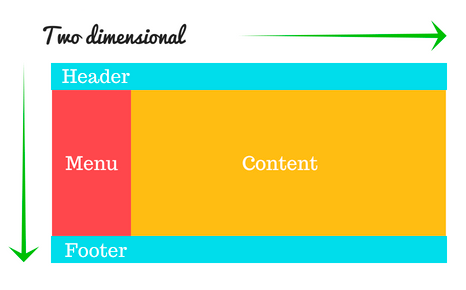 Two dimensional
Header
Menu
Content
Footer